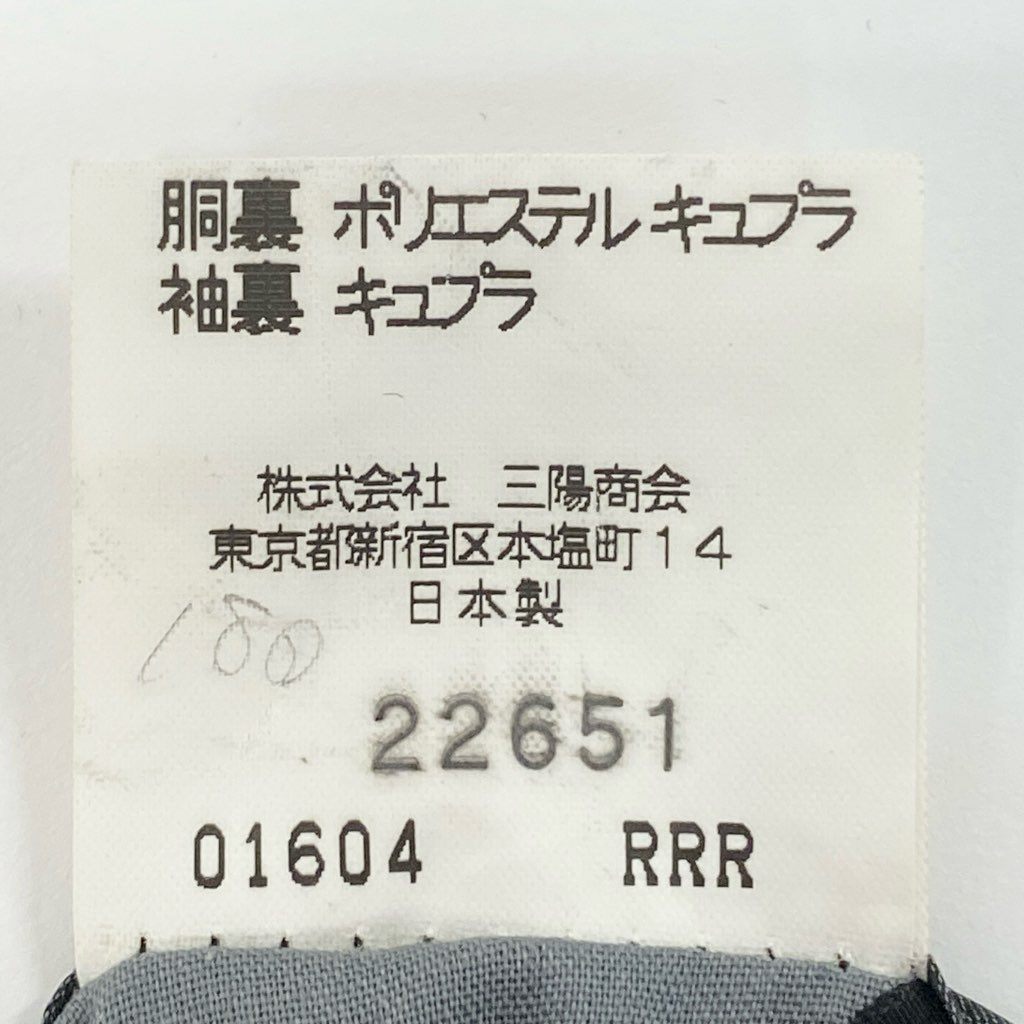 胴裏 ポリエステル キュプラ
袖裏 キュプラ
株式会社 三陽商会
東京都新宿区本塩町14
日本製
100
22651
01604 RRR